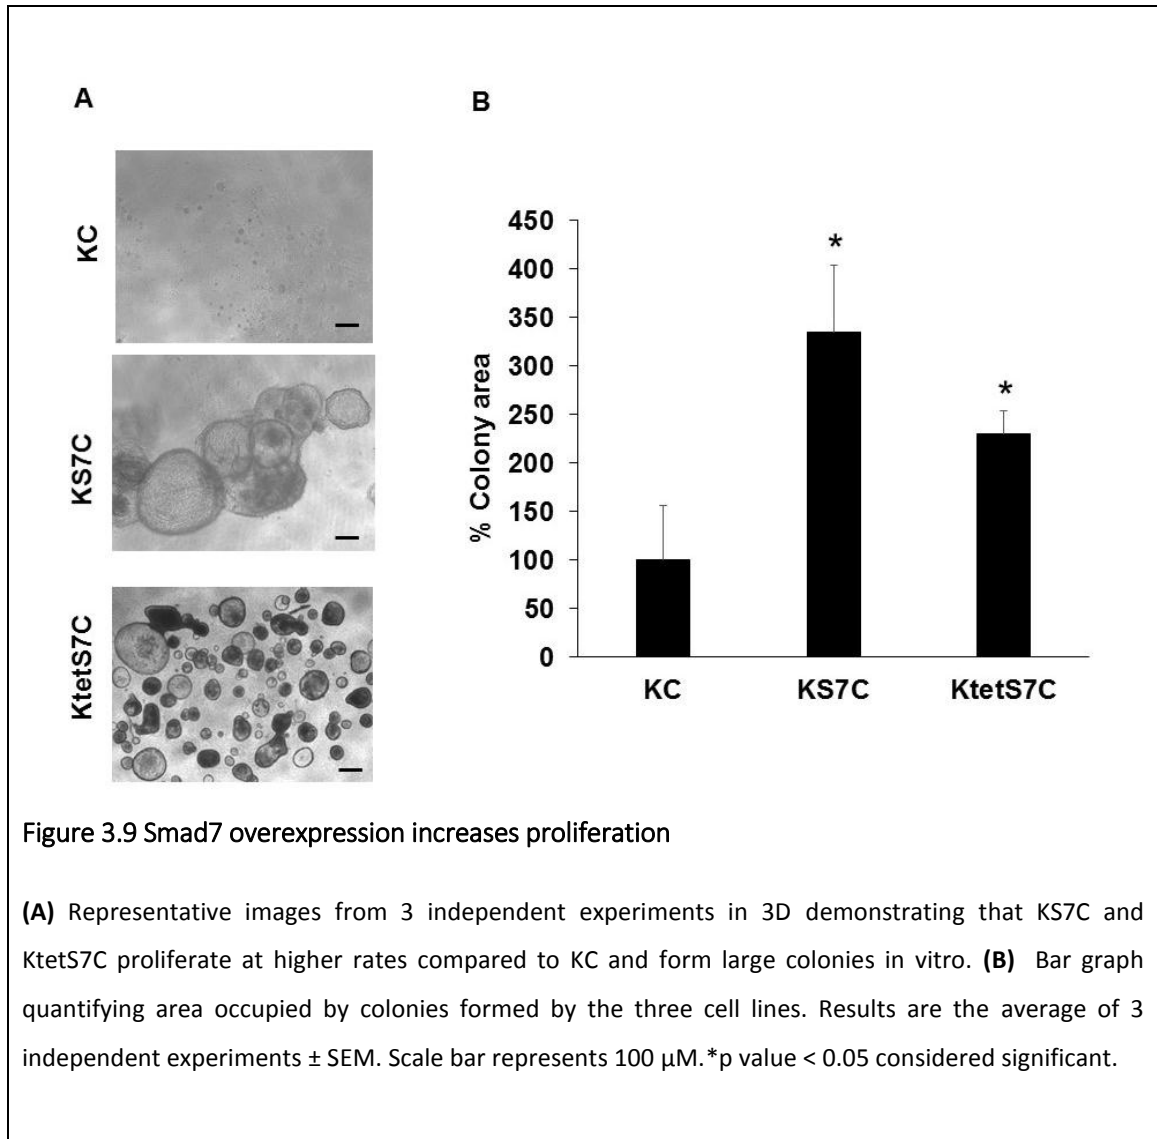 A
B
KC
KS7C
KtetS7C
% Colony area
450
400
350
300
250
200
150
100
50
0
*
*
KC KS7C KtetS7C
Figure 3.9 Smad7 overexpression increases proliferation
(A) Representative images from 3 independent experiments in 3D demonstrating that KS7C and
KtetS7C proliferate at higher rates compared to KC and form large colonies in vitro. (B) Bar graph
quantifying area occupied by colonies formed by the three cell lines. Results are the average of 3
independent experiments ± SEM. Scale bar represents 100 μM.*p value < 0.05 considered significant.